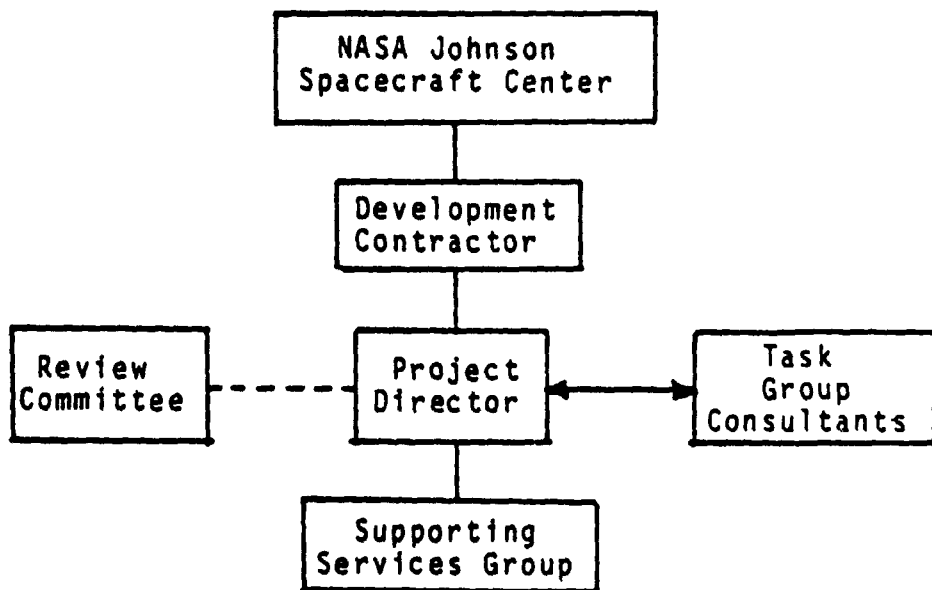 NASA Johnson
Spacecraft Center
Development
Contractor
Review
Committee
Project
Director
Task
Group
Consultants
Supporting
Services Group